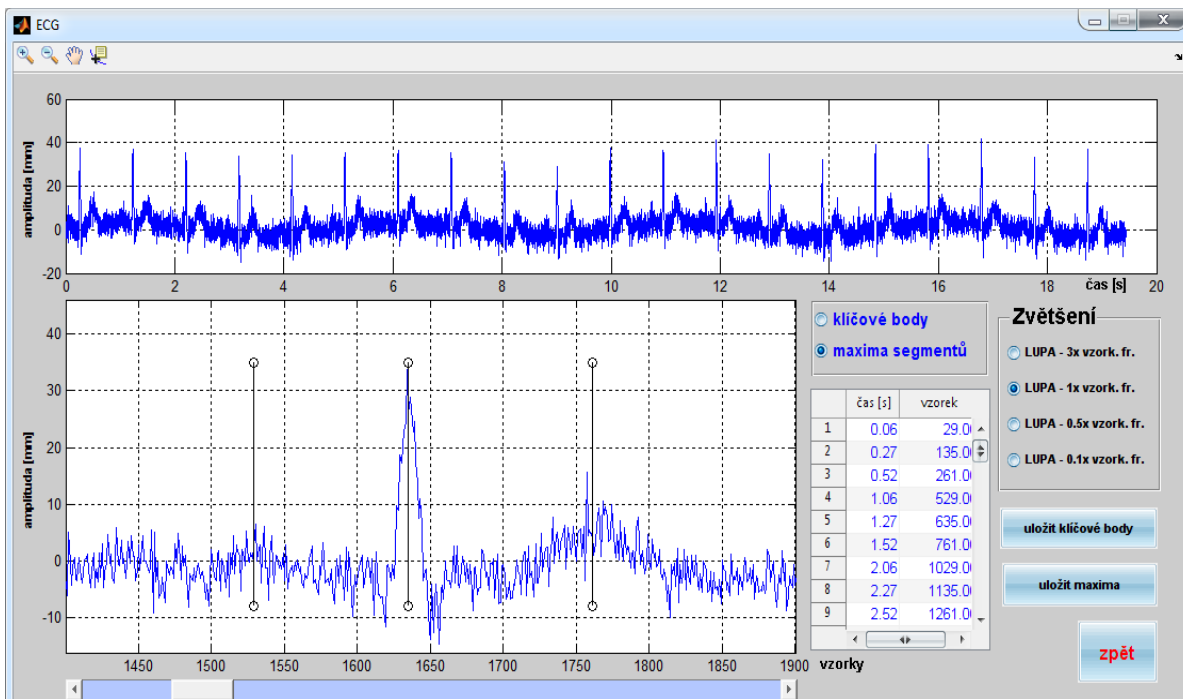 ECG
60
40
20
0
-20
amplituda [mm]
0 2 4 6 8 10 12 14 16 18 čas [s] 20
40
30
20
10
0
-10
amplituda [mm]
1450 1500 1550 1600 1650 1700 1750 1800 1850 1900
vzorky
klíčové body
maxima segmentů
čas [s] vzorek
1 0.06 29.0
2 0.27 135.0
3 0.52 261.0
4 1.06 529.0
5 1.27 635.0
6 1.52 761.0
7 2.06 1029.0
8 2.27 1135.0
9 2.52 1261.0
Zvětšení
LUPA - 3x vzork. fr.
LUPA - 1x vzork. fr.
LUPA - 0.5x vzork. fr.
LUPA - 0.1x vzork. fr.
uložit klíčové body
uložit maxima
zpět